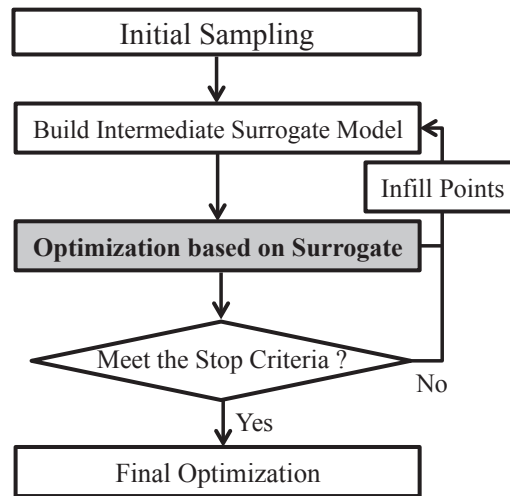 Initial Sampling
Build Intermediate Surrogate Model
Infill Points
Optimization based on Surrogate
Meet the Stop Criteria ?
No
Yes
Final Optimization